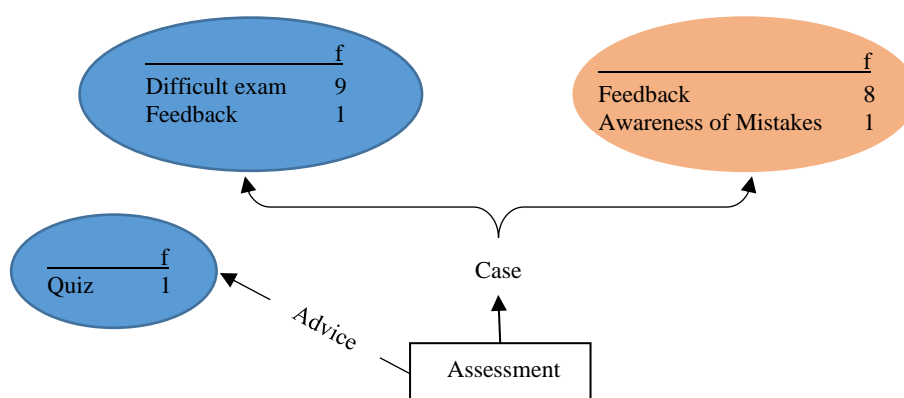 f
Difficult exam 9
Feedback 1
f
Feedback 8
Awareness of Mistakes 1
f
Quiz 1
Case
Advice
Assessment